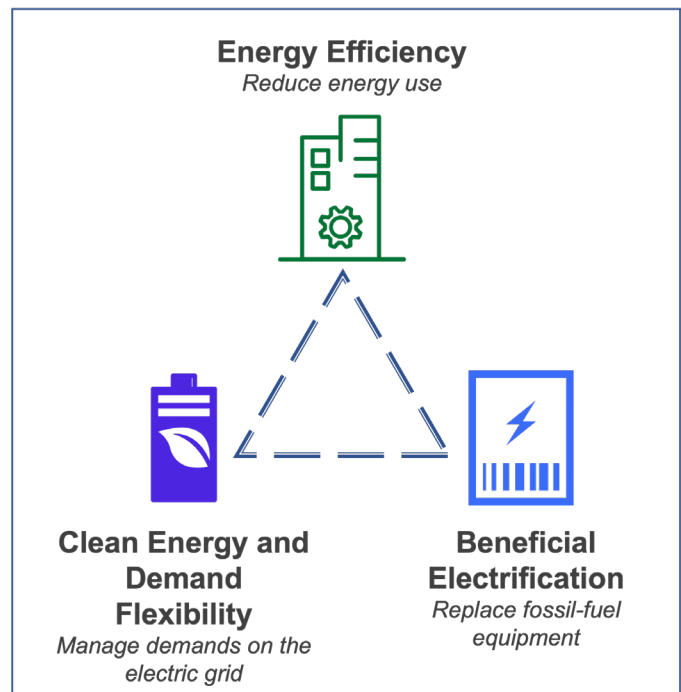 Energy Efficiency
Reduce energy use
Clean Energy and
Demand
Flexibility
Manage demands on the
electric grid
Beneficial
Electrification
Replace fossil-fuel
equipment